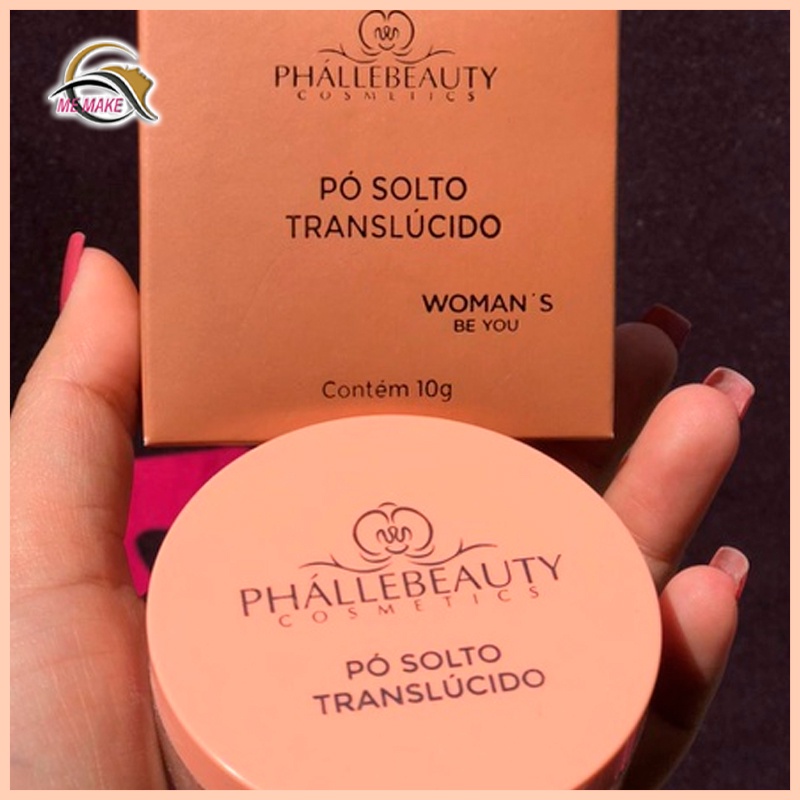 ME MAKE
PHÁLLEBEAUTY
COSMETICS
PÓ SOLTO
TRANSLÚCIDO
WOMAN´S
BE YOU
Contém 10g
PHÁLLEBEAUTY
COSMETICS
PÓ SOLTO
TRANSLÚCIDO